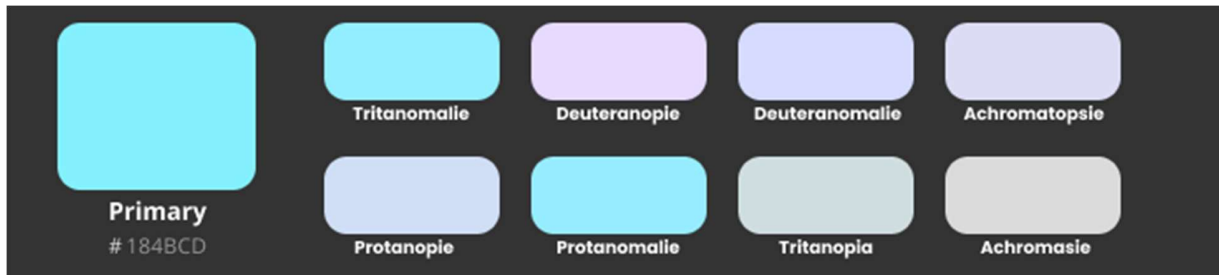 Tritanomalie
Deuteranopie
Deuteranomalie
Achromatopsie
Primary
# 184BCD
Protanopie
Protanomalie
Tritanopia
Achromasie